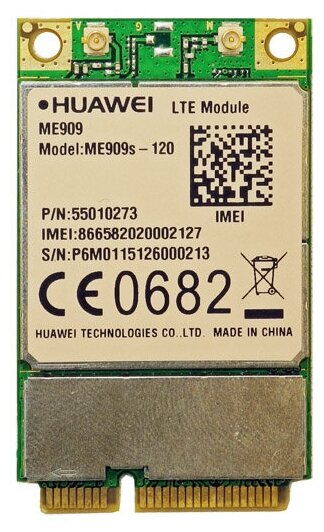 V G M
HUAWEI LTE Module
ME909
Model:ME909s-120
IMEI
P/N:55010273
IMEI:866582020002127
S/N:P6M0115126000213
CE0682
HUAWEI TECHNOLOGIES CO.,LTD. MADE IN CHINA